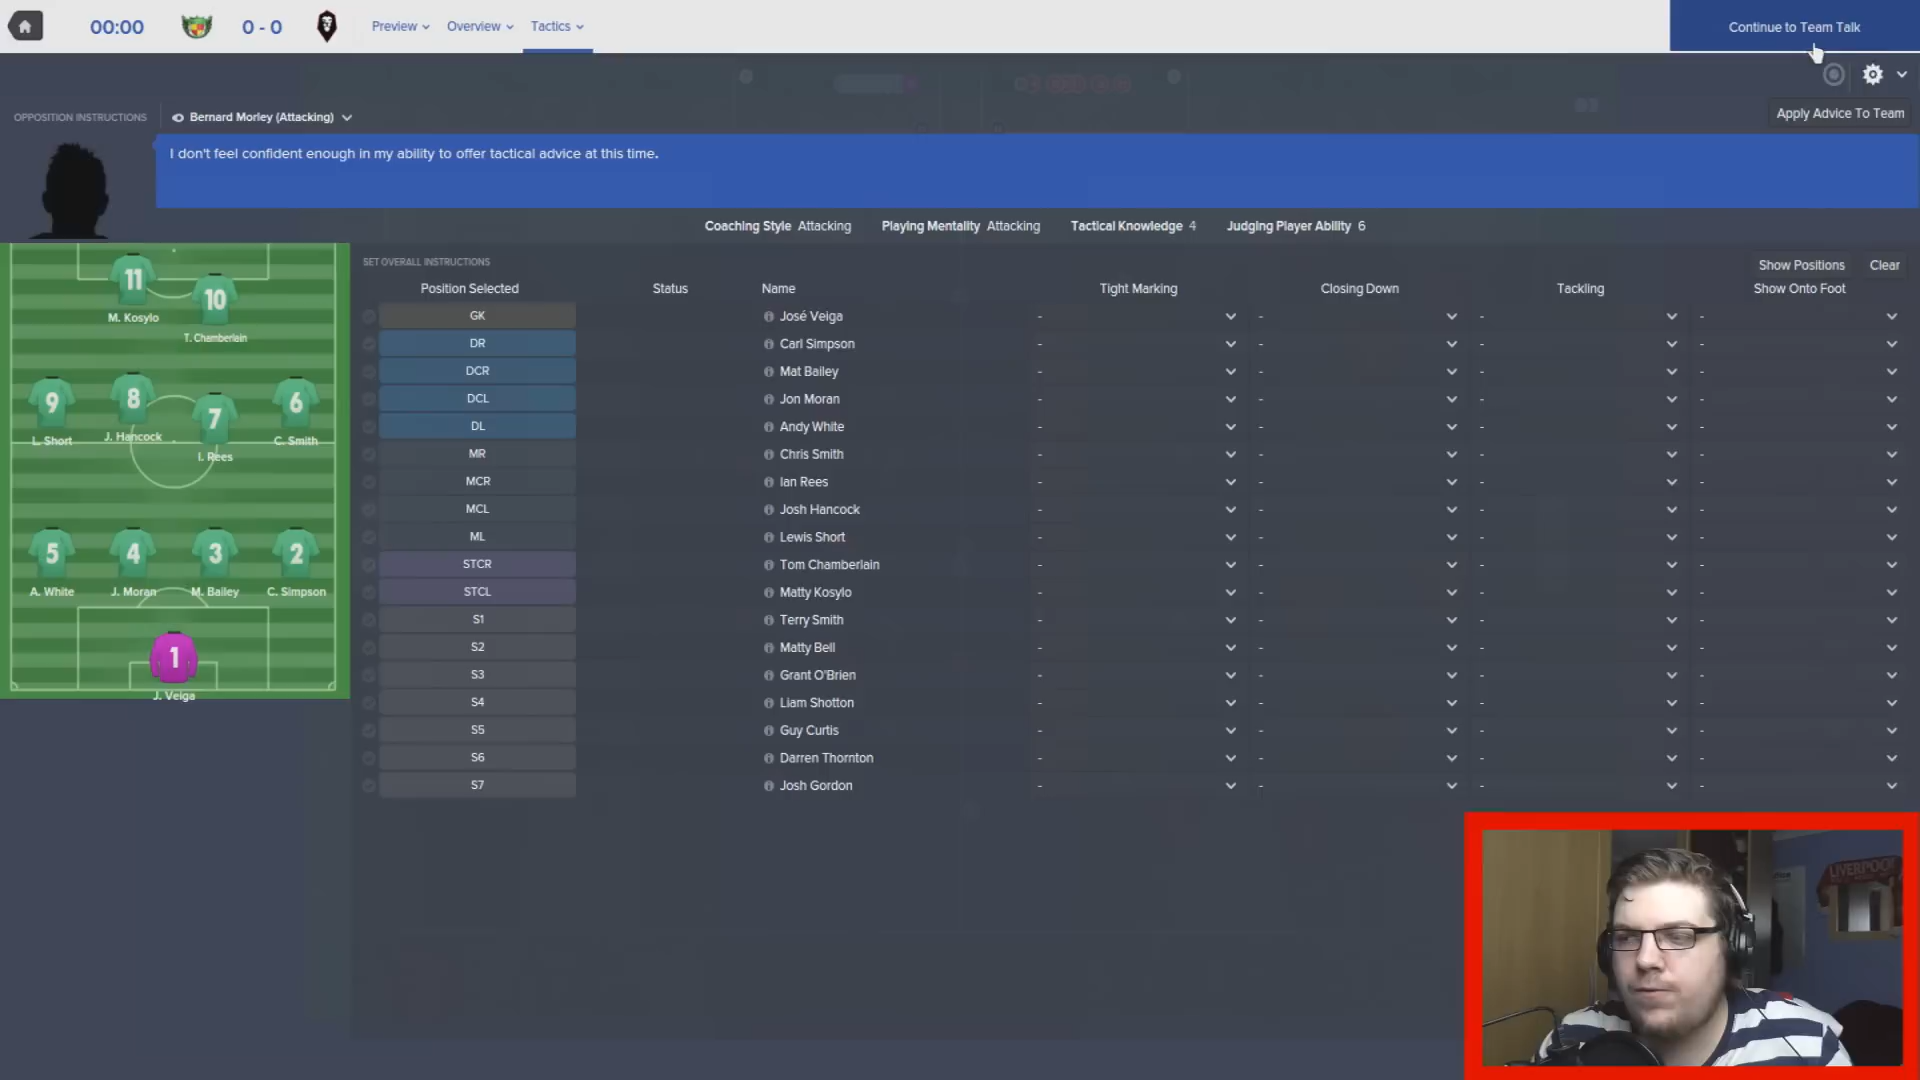 00:00
0 - 0
Preview
Overview
Tactics
Continue to Team Talk
OPPOSITION INSTRUCTIONS
Bernard Morley (Attacking)
Apply Advice To Team
I don't feel confident enough in my ability to offer tactical advice at this time.
Coaching Style Attacking
Playing Mentality Attacking
Tactical Knowledge 4
Judging Player Ability 6
SET OVERALL INSTRUCTIONS
Show Positions
Clear
Position Selected
Status
Name
Tight Marking
Closing Down
Tackling
Show Onto Foot
GK José Veiga - - - -
DR Carl Simpson - - - -
DCR Mat Bailey - - - -
DCL Jon Moran - - - -
DL Andy White - - - -
MR Chris Smith - - - -
MCR Ian Rees - - - -
MCL Josh Hancock - - - -
ML Lewis Short - - - -
STCR Tom Chamberlain - - - -
STCL Matty Kosylo - - - -
S1 Terry Smith - - - -
S2 Matty Bell - - - -
S3 Grant O'Brien - - - -
S4 Liam Shotton - - - -
S5 Guy Curtis - - - -
S6 Darren Thornton - - - -
S7 Josh Gordon - - - -
11
M. Kosylo
10
T. Chamberlain
9
L. Short
8
J. Hancock
7
I. Rees
6
C. Smith
5
A. White
4
J. Moran
3
M. Bailey
2
C. Simpson
1
J. Veiga
LIVERPOOL